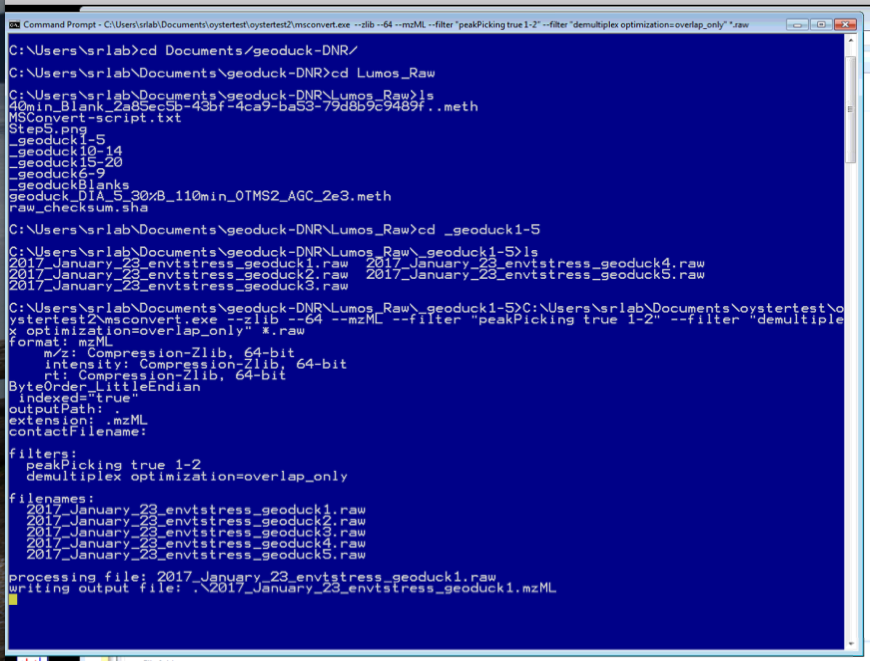 Command Prompt - C:\Users\srlab\Documents\oystertest\oystertest2\msconvert.exe --zlib --64 --mzML --filter "peakPicking true 1-2" --filter "demultiplex optimization=overlap_only" *.raw
C:\Users\srlab>cd Documents/geoduck-DNR/
C:\Users\srlab\Documents\geoduck-DNR>cd Lumos_Raw
C:\Users\srlab\Documents\geoduck-DNR\Lumos_Raw>ls
40min_Blank_2a85ec5b-43bf-4ca9-ba53-79d8b9c9489f..meth
MSConvert-script.txt
Step5.png
_geoduck1-5
_geoduck10-14
_geoduck15-20
_geoduck6-9
_geoduckBlanks
geoduck_DIA_5_30%B_110min_OTMS2_AGC_2e3.meth
raw_checksum.sha
C:\Users\srlab\Documents\geoduck-DNR\Lumos_Raw>cd _geoduck1-5
C:\Users\srlab\Documents\geoduck-DNR\Lumos_Raw\_geoduck1-5>ls
2017_January_23_envtstress_geoduck1.raw  2017_January_23_envtstress_geoduck4.raw
2017_January_23_envtstress_geoduck2.raw  2017_January_23_envtstress_geoduck5.raw
2017_January_23_envtstress_geoduck3.raw
C:\Users\srlab\Documents\geoduck-DNR\Lumos_Raw\_geoduck1-5>C:\Users\srlab\Documents\oystertest\o
ystertest2\msconvert.exe --zlib --64 --mzML --filter "peakPicking true 1-2" --filter "demultiple
x optimization=overlap_only" *.raw
format: mzML
    m/z: Compression-Zlib, 64-bit
    intensity: Compression-Zlib, 64-bit
    rt: Compression-Zlib, 64-bit
ByteOrder_LittleEndian
 indexed="true"
outputPath: .
extension: .mzML
contactFilename:
filters:
  peakPicking true 1-2
  demultiplex optimization=overlap_only
filenames:
  2017_January_23_envtstress_geoduck1.raw
  2017_January_23_envtstress_geoduck2.raw
  2017_January_23_envtstress_geoduck3.raw
  2017_January_23_envtstress_geoduck4.raw
  2017_January_23_envtstress_geoduck5.raw
processing file: 2017_January_23_envtstress_geoduck1.raw
writing output file: .\2017_January_23_envtstress_geoduck1.mzML